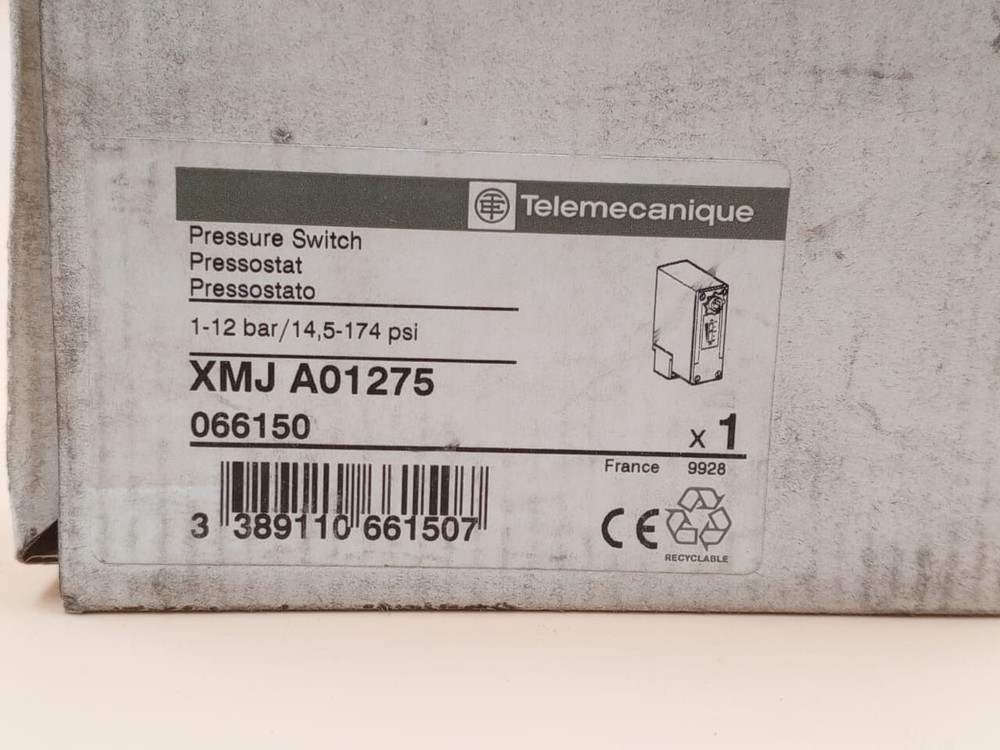 Telemecanique
Pressure Switch
Pressostat
Pressostato
1-12 bar/14,5-174 psi
XMJ A01275
066150
x 1
France 9928
3 389110 661507
CE
RECYCLABLE